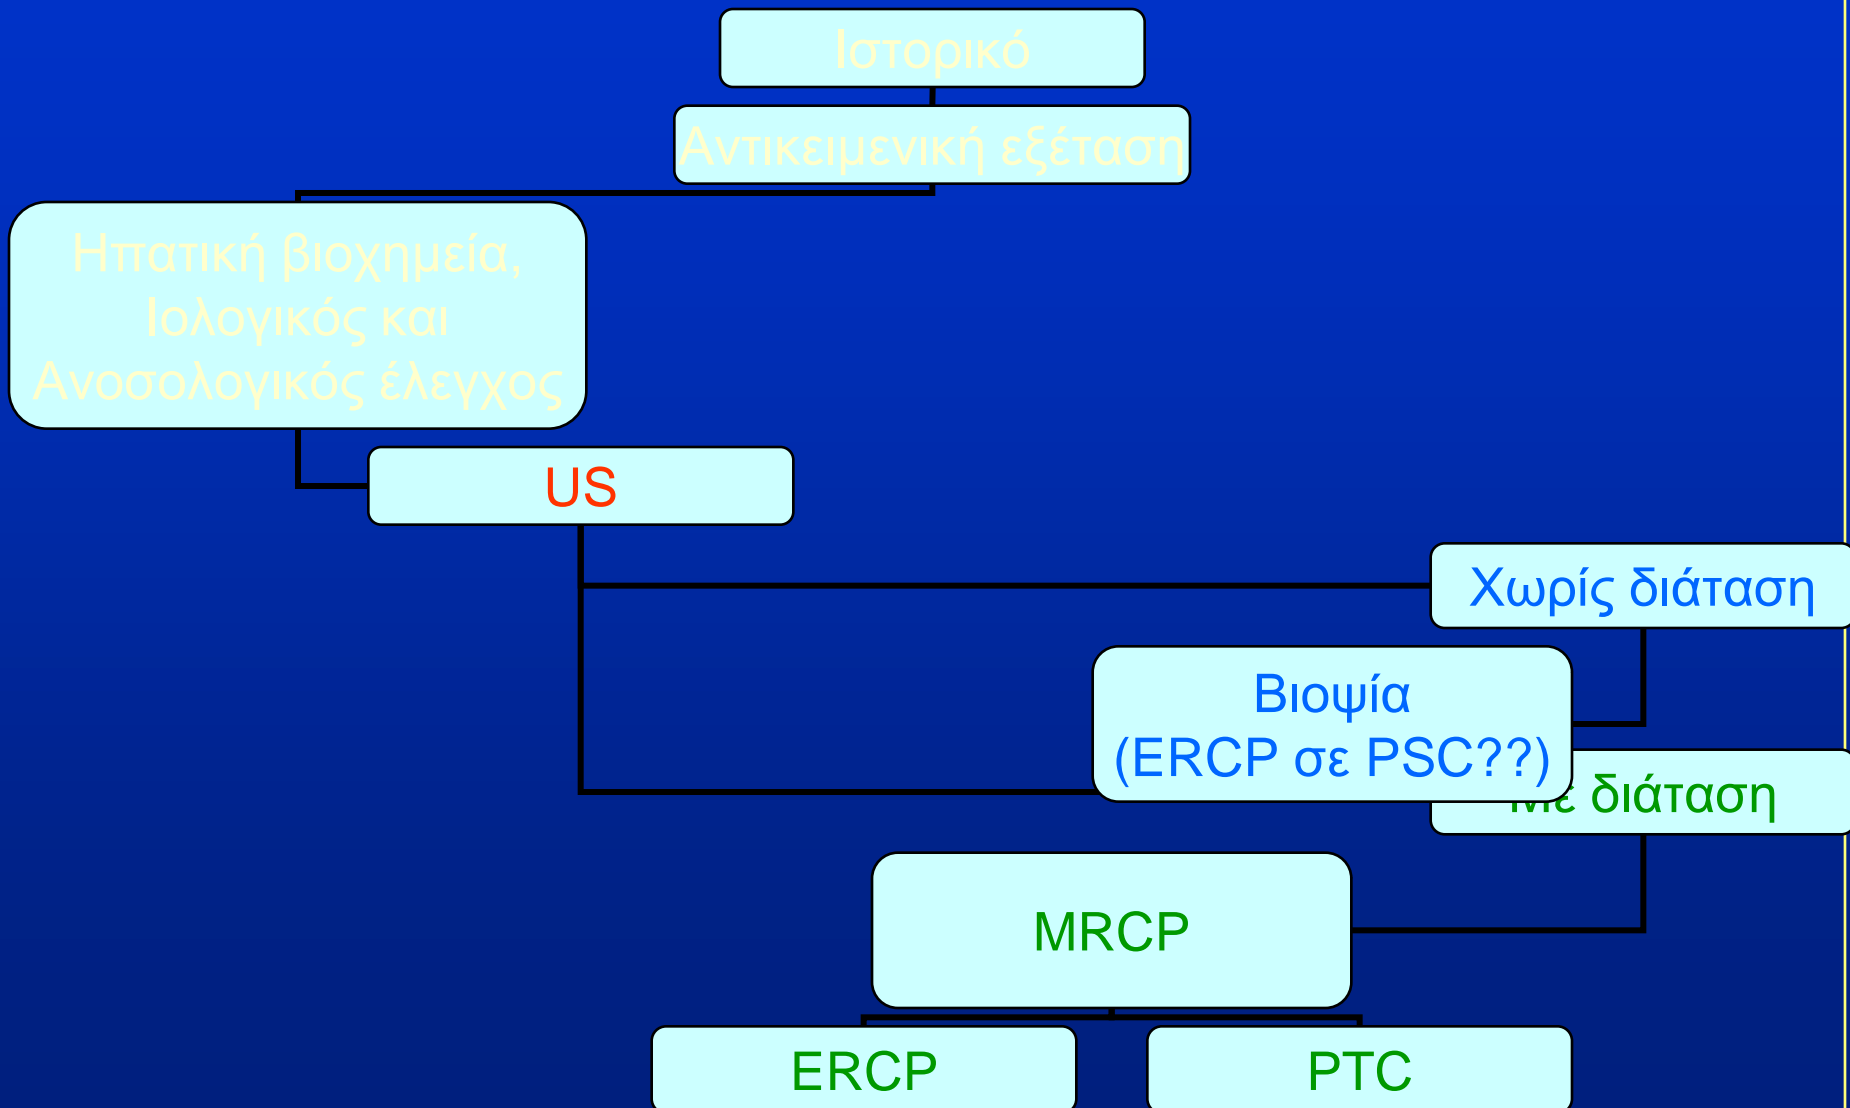 Ιστορικό
Αντικειμενική εξέταση
Ηπατική βιοχημεία,
Ιολογικός και
Ανοσολογικός έλεγχος
US
Χωρίς διάταση
Βιοψία
(ERCP σε PSC??)
Με διάταση
MRCP
ERCP
PTC